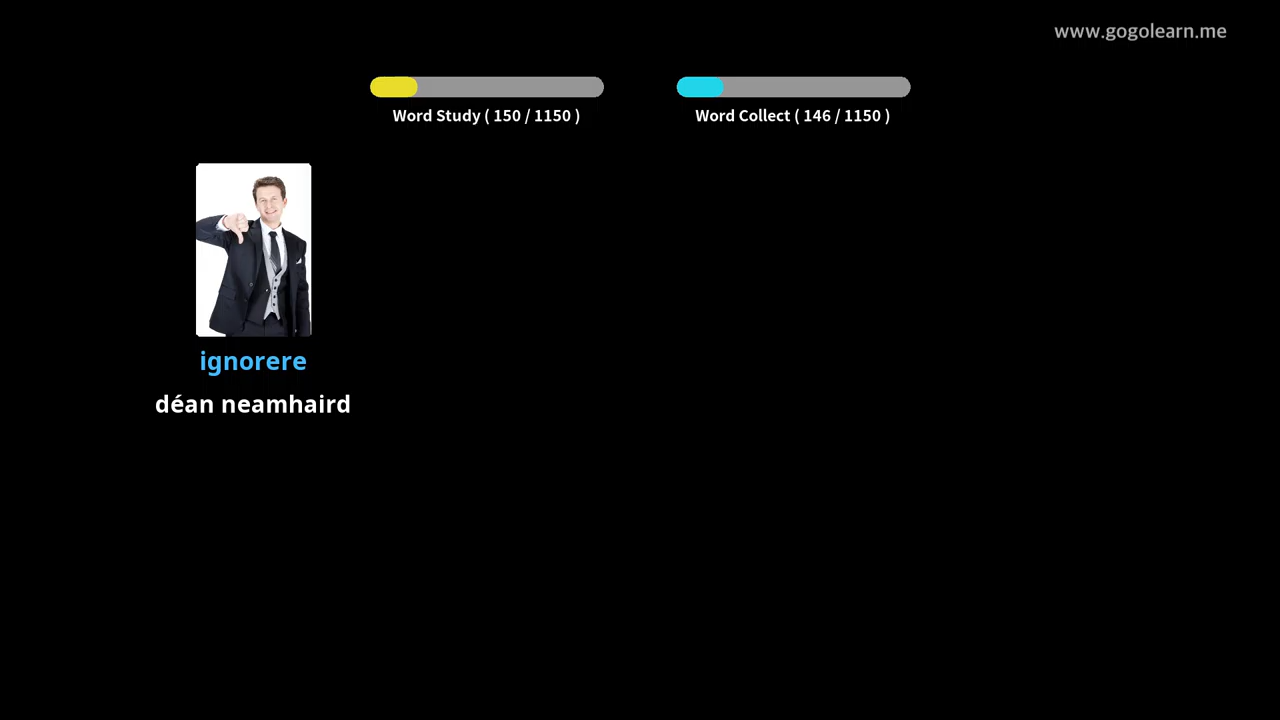 www.gogolearn.me
Word Study ( 150 / 1150 )
Word Collect ( 146 / 1150 )
ignorere
déan neamhaird